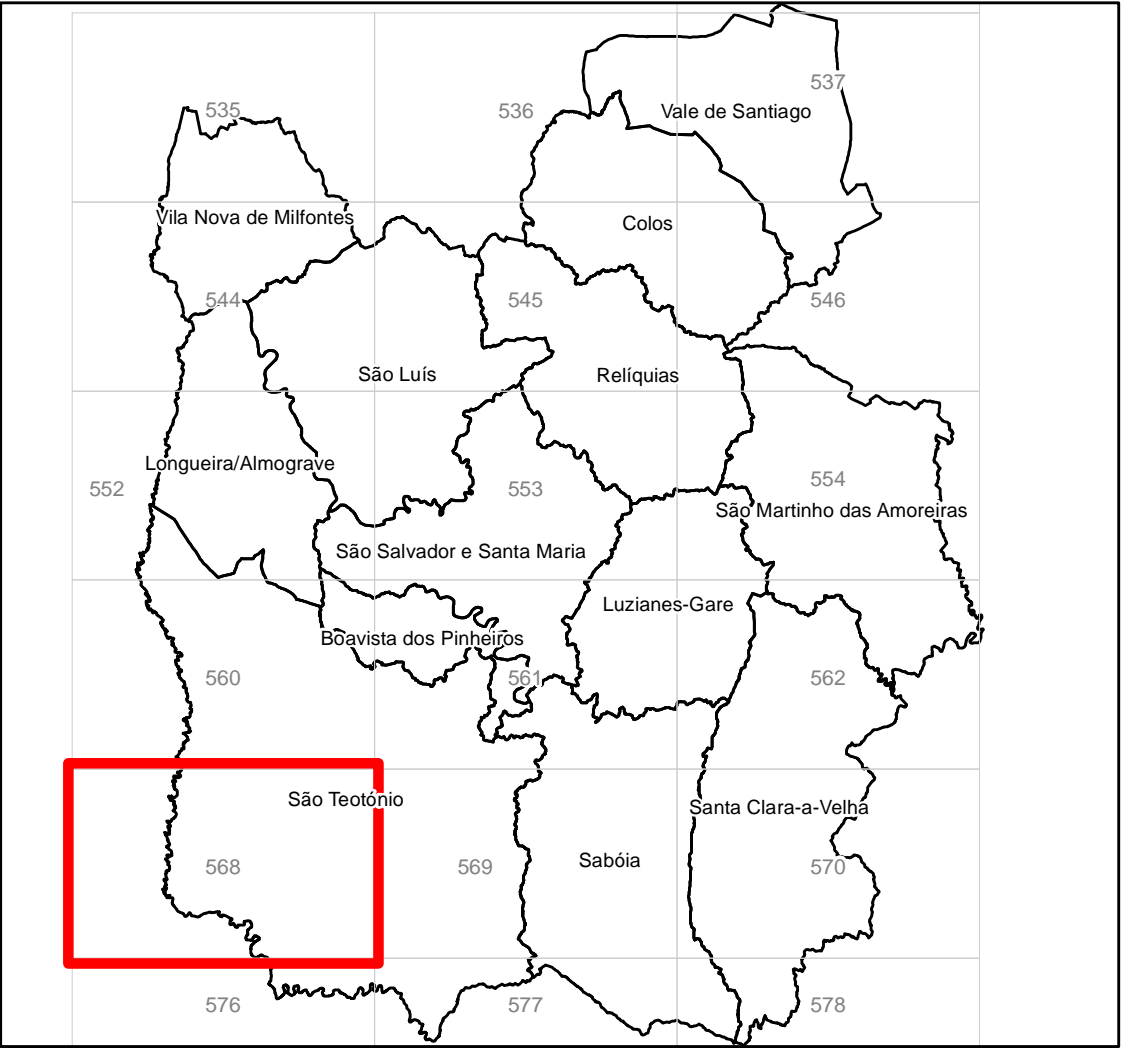 537
535
536
Vale de Santiago
Vila Nova de Milfontes
Colos
544
545
546
São Luís
Relíquias
Longueira/Almograve
552
553
554
São Martinho das Amoreiras
São Salvador e Santa Maria
Luzianes-Gare
Boavista dos Pinheiros
560
561
562
São Teotónio
Santa Clara-a-Velha
568
569
Sabóia
570
576
577
578